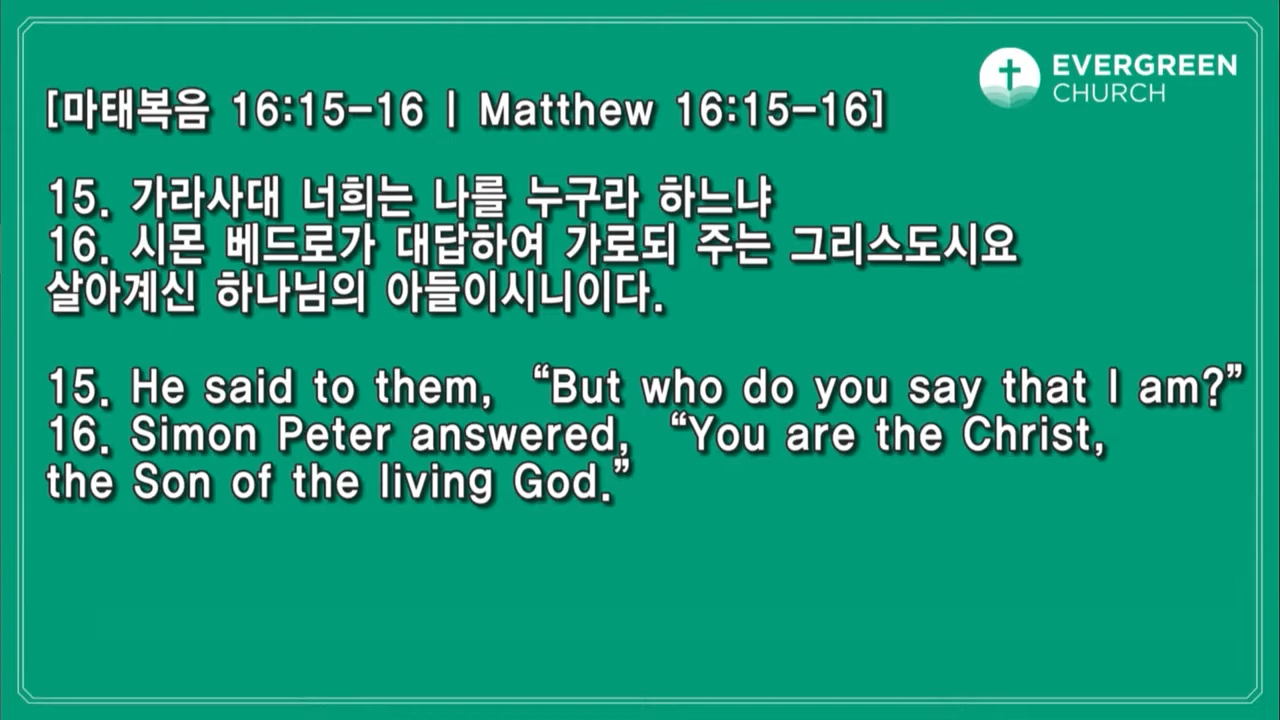 EVERGREEN
CHURCH
[마태복음 16:15-16 | Matthew 16:15-16]
15. 가라사대 너희는 나를 누구라 하느냐
16. 시몬 베드로가 대답하여 가로되 주는 그리스도시요
살아계신 하나님의 아들이시니이다.
15. He said to them, “But who do you say that I am?”
16. Simon Peter answered, “You are the Christ,
the Son of the living God.”